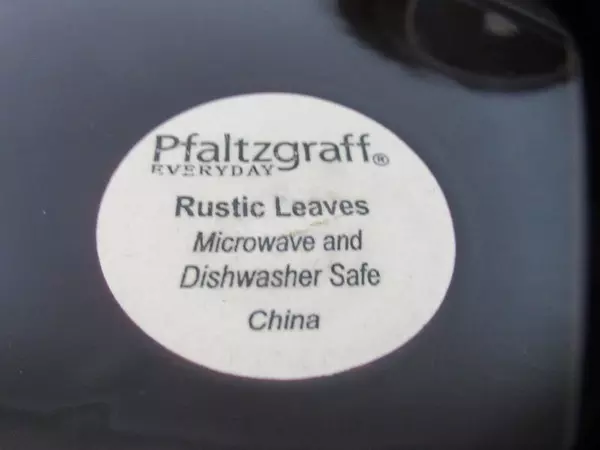 Pfaltzgraff®
EVERYDAY
Rustic Leaves
Microwave and
Dishwasher Safe
China